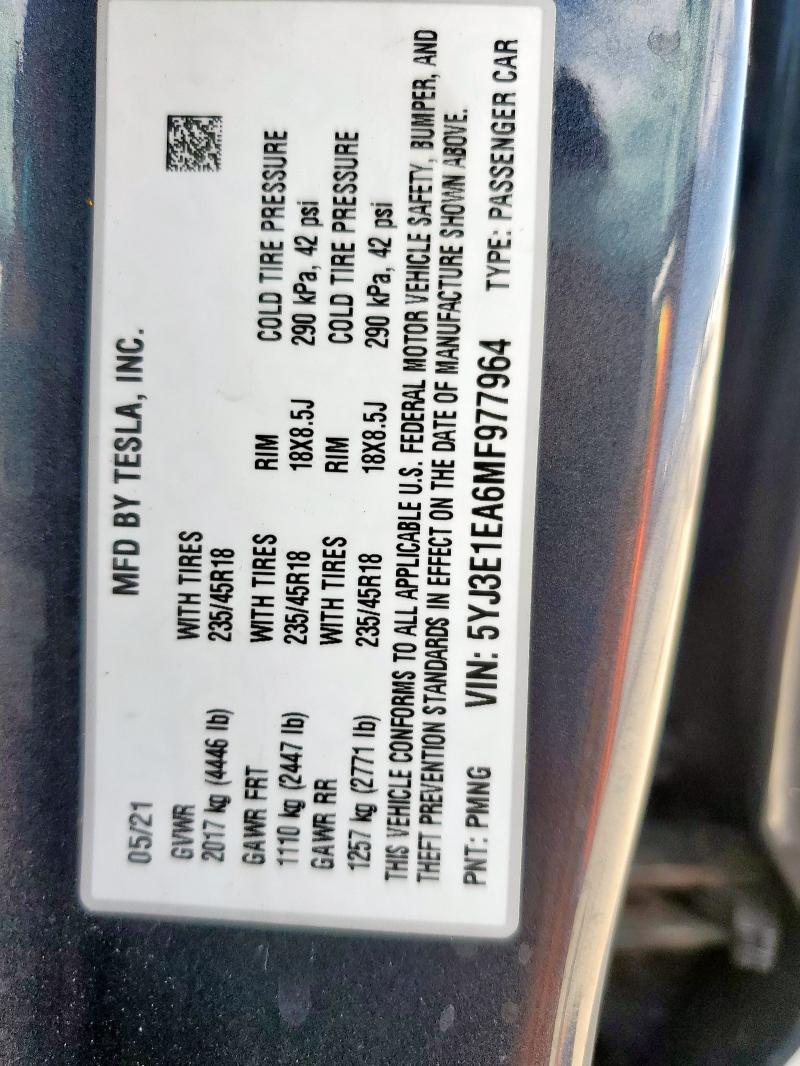 MFD BY TESLA, INC.
05/21
GVWR WITH TIRES
2017 kg (4446 lb) 235/45R18
GAWR FRT WITH TIRES RIM COLD TIRE PRESSURE
1110 kg (2447 lb) 235/45R18 18X8.5J 290 kPa, 42 psi
GAWR RR WITH TIRES RIM COLD TIRE PRESSURE
1257 kg (2771 lb) 235/45R18 18X8.5J 290 kPa, 42 psi
THIS VEHICLE CONFORMS TO ALL APPLICABLE U.S. FEDERAL MOTOR VEHICLE SAFETY, BUMPER, AND
THEFT PREVENTION STANDARDS IN EFFECT ON THE DATE OF MANUFACTURE SHOWN ABOVE.
PNT: PMNG VIN: 5YJ3E1EA6MF977964 TYPE: PASSENGER CAR